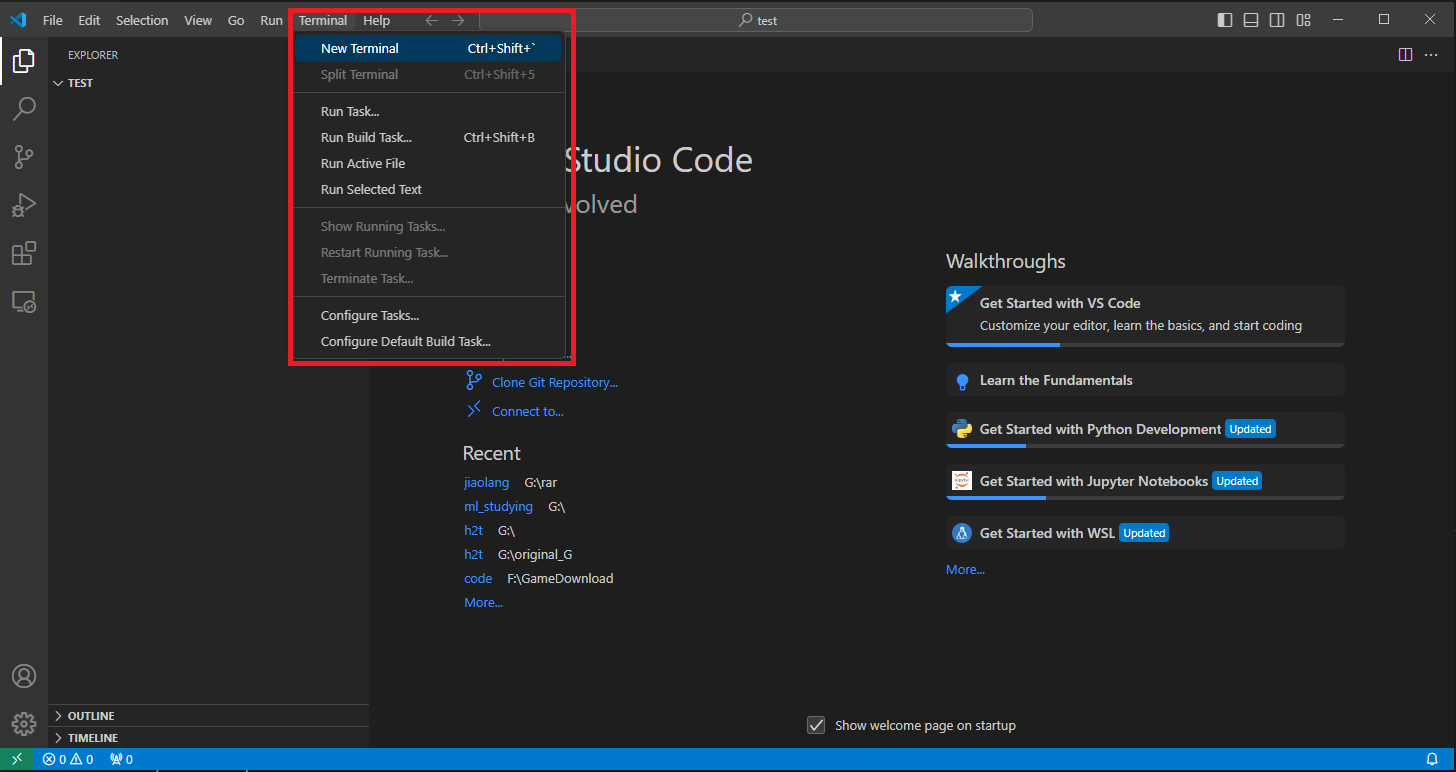 File Edit Selection View Go Run Terminal Help test
EXPLORER
TEST
New Terminal Ctrl+Shift+`
Split Terminal Ctrl+Shift+5
Run Task...
Run Build Task... Ctrl+Shift+B
Run Active File
Run Selected Text
Show Running Tasks...
Restart Running Task...
Terminate Task...
Configure Tasks...
Configure Default Build Task...
Studio Code
volved
Clone Git Repository...
Connect to...
Recent
jiaolang G:\rar
ml_studying G:\
h2t G:\
h2t G:\original_G
code F:\GameDownload
More...
Walkthroughs
Get Started with VS Code
Customize your editor, learn the basics, and start coding
Learn the Fundamentals
Get Started with Python Development Updated
Get Started with Jupyter Notebooks Updated
Get Started with WSL Updated
More...
Show welcome page on startup
OUTLINE
TIMELINE
0 0 0